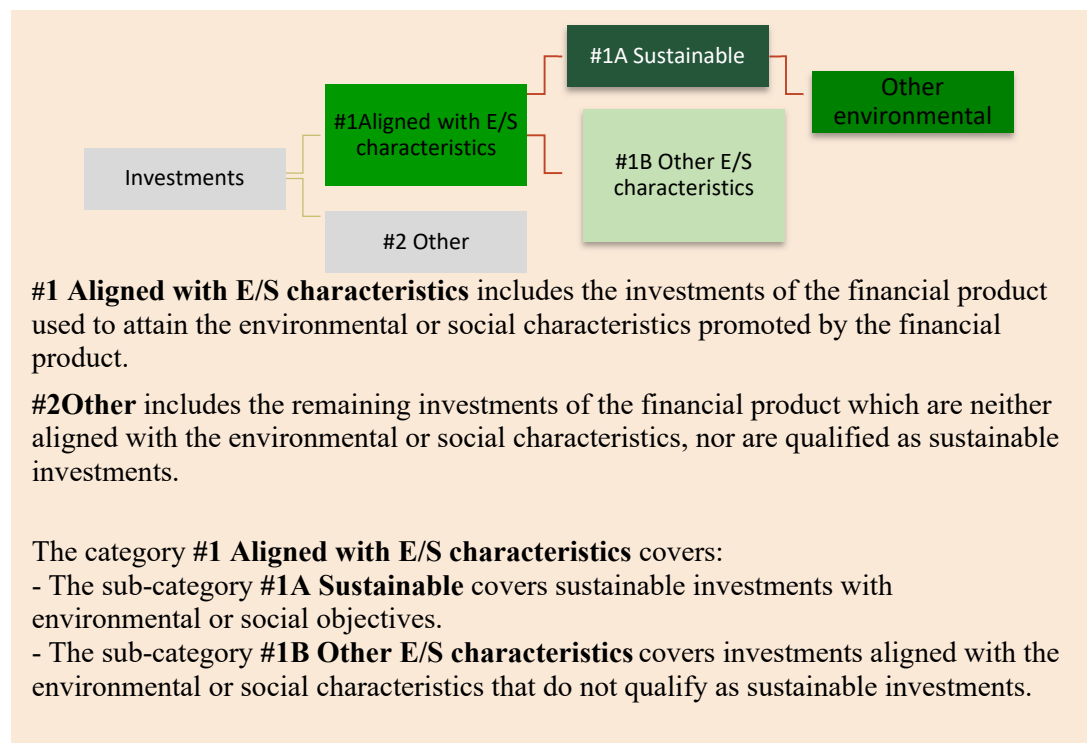 #1A Sustainable
Other
environmental
#1Aligned with E/S
characteristics
#1B Other E/S
characteristics
Investments
#2 Other
#1 Aligned with E/S characteristics includes the investments of the financial product
used to attain the environmental or social characteristics promoted by the financial
product.
#2Other includes the remaining investments of the financial product which are neither
aligned with the environmental or social characteristics, nor are qualified as sustainable
investments.
The category #1 Aligned with E/S characteristics covers:
- The sub-category #1A Sustainable covers sustainable investments with
environmental or social objectives.
- The sub-category #1B Other E/S characteristics covers investments aligned with the
environmental or social characteristics that do not qualify as sustainable investments.